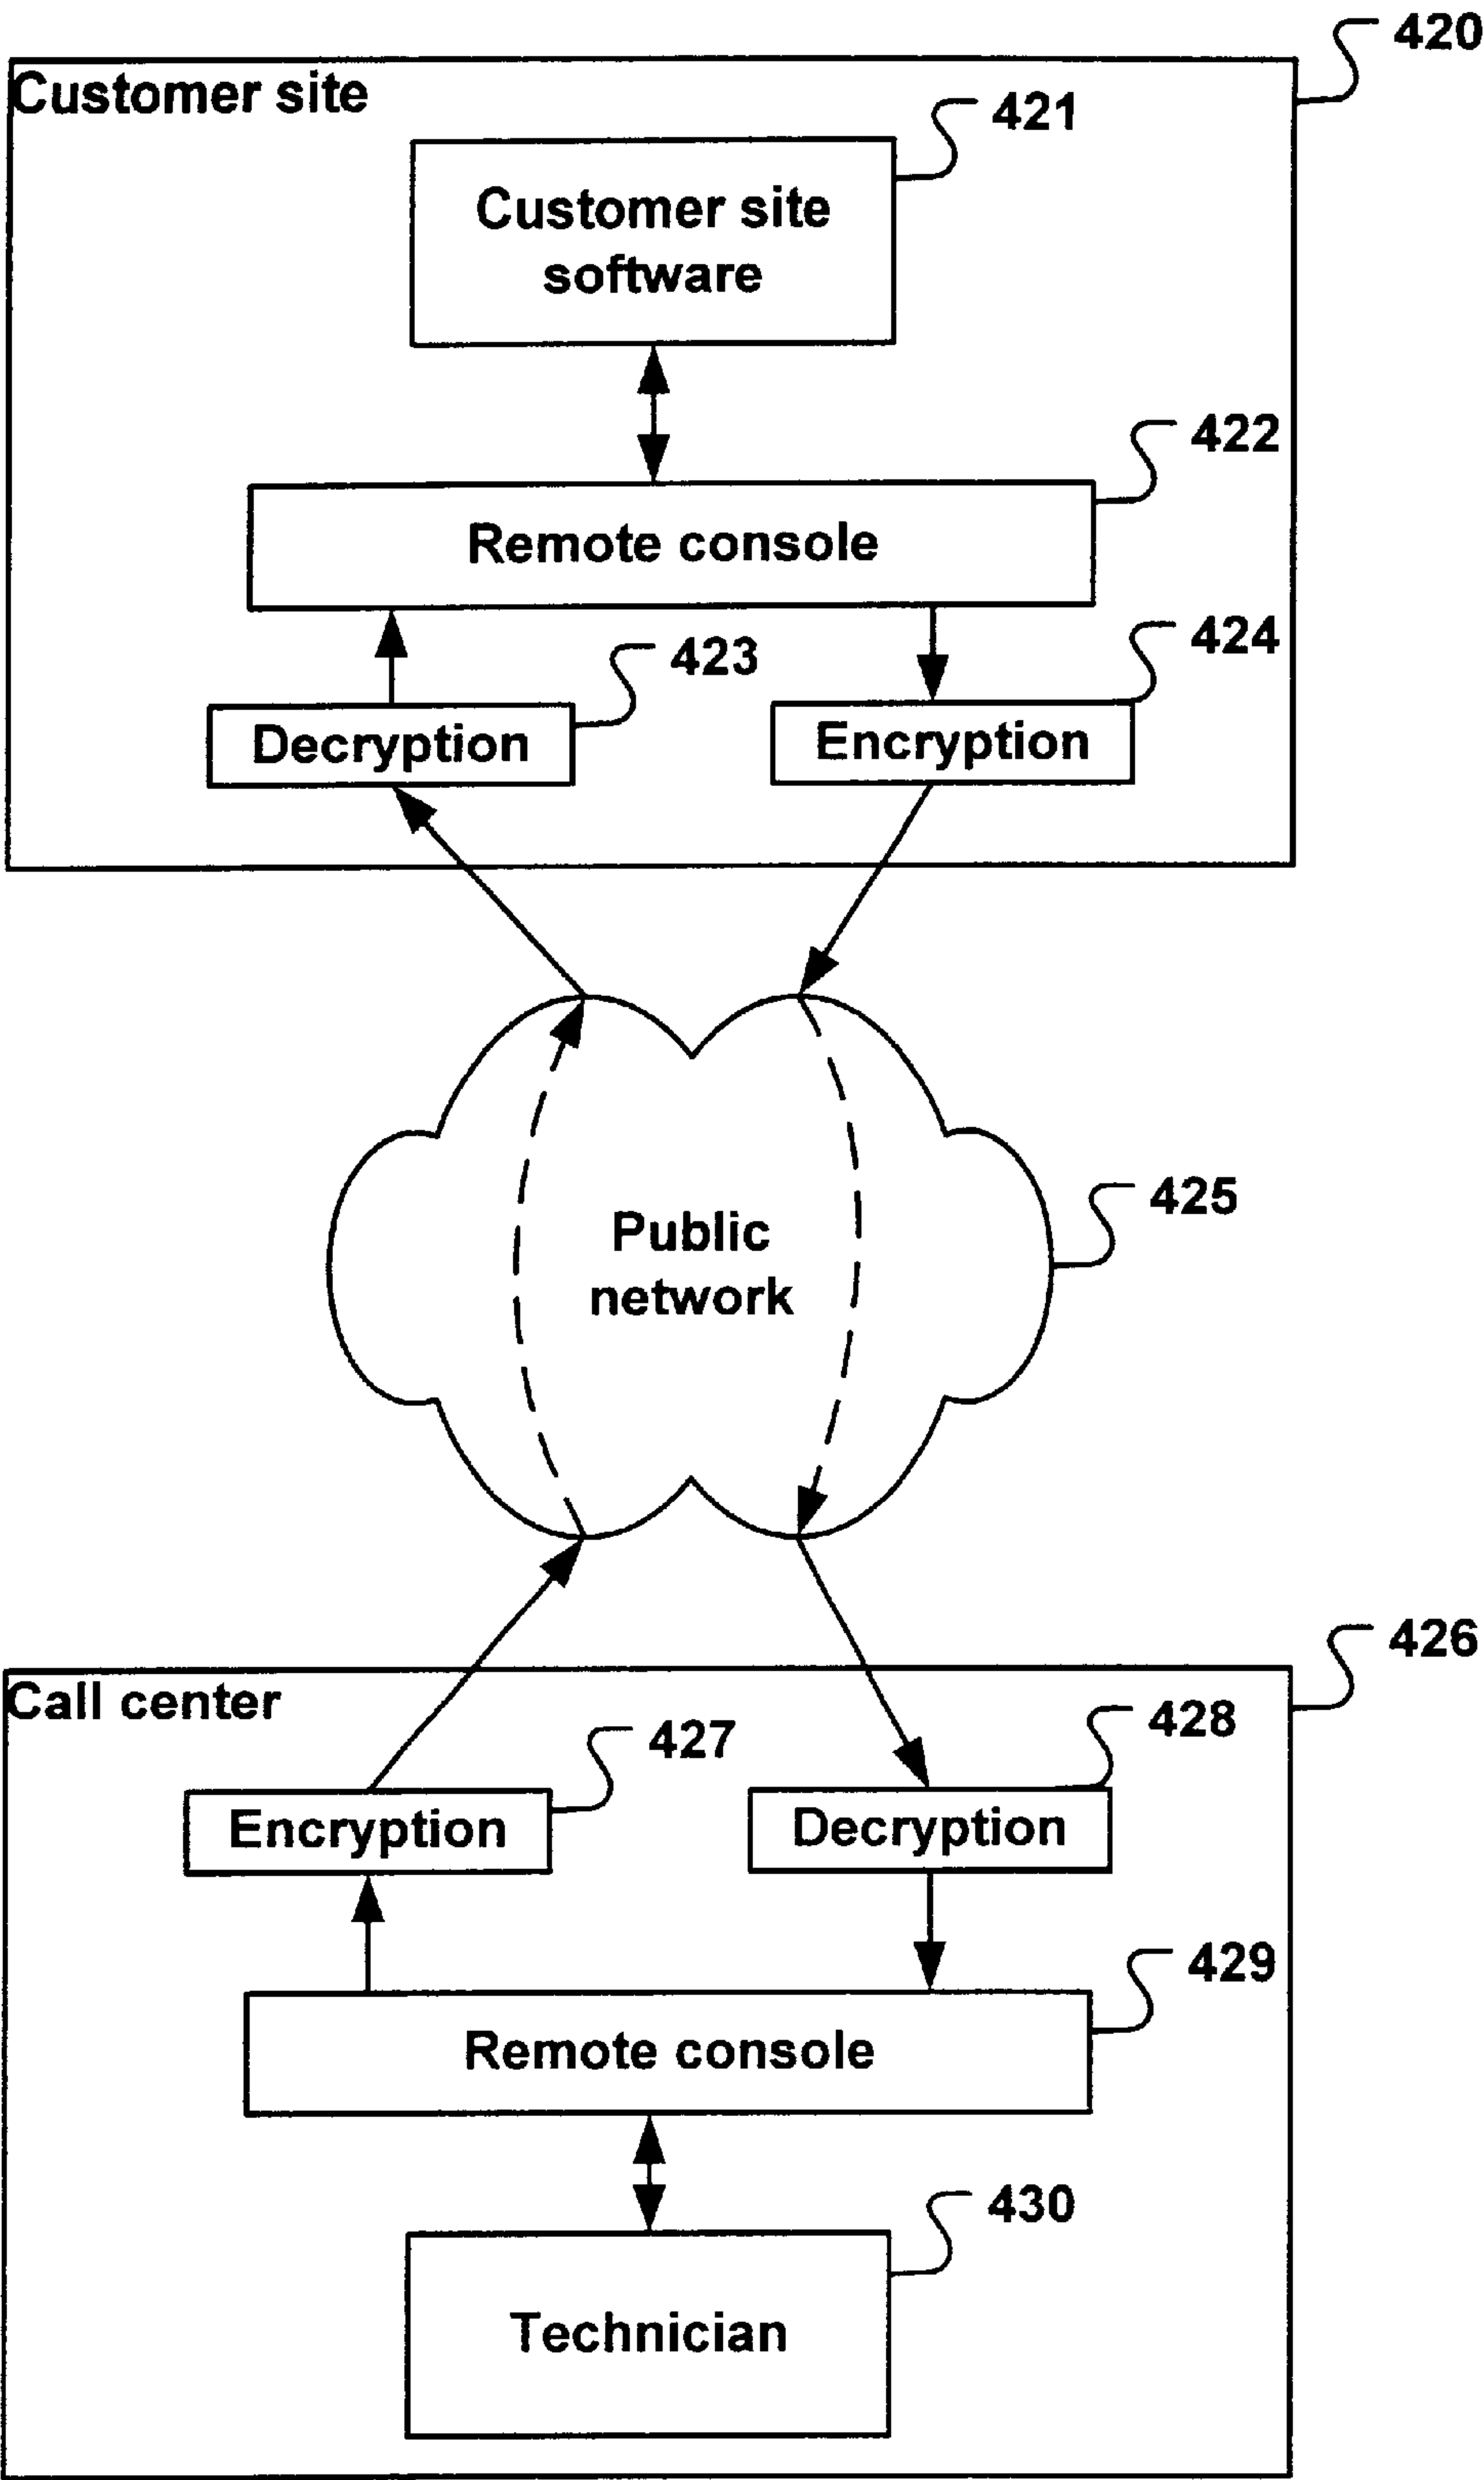 420
Customer site
421
Customer site
software
422
Remote console
423
424
Decryption
Encryption
Public
network
425
426
Call center
427
428
Encryption
Decryption
429
Remote console
430
Technician